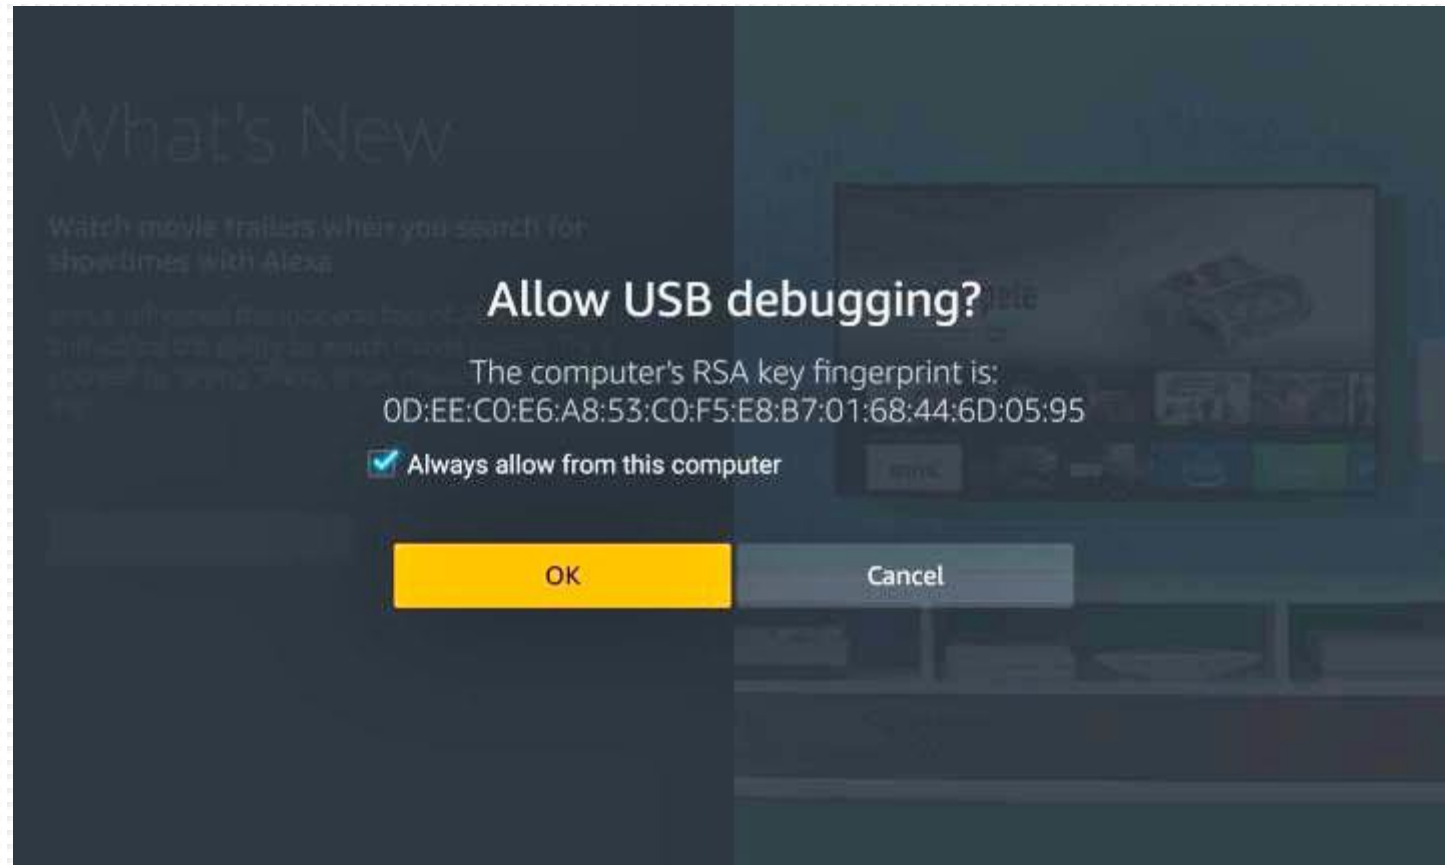 What's New
Watch movie trailers when you search for
showtimes with Alexa
Allow USB debugging?
The computer's RSA key fingerprint is:
0D:EE:C0:E6:A8:53:C0:F5:E8:B7:01:68:44:6D:05:95
Always allow from this computer
OK
Cancel